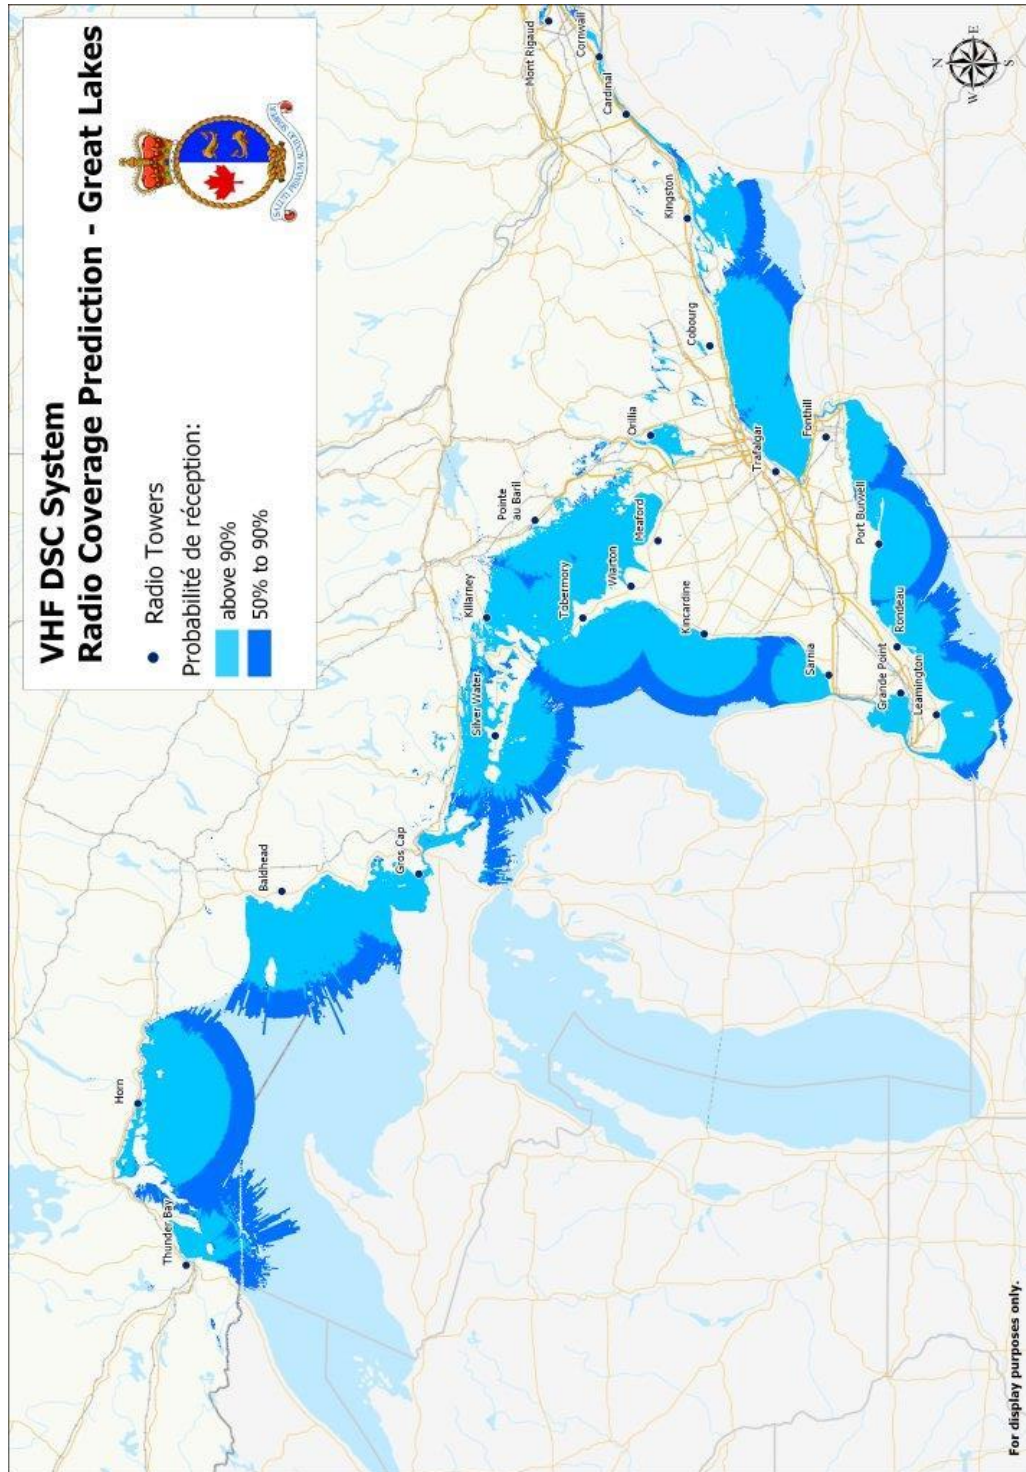 VHF DSC System
Radio Coverage Prediction - Great Lakes
Radio Towers
Probabilité de réception:
above 90%
50% to 90%
N
E
S
W
Mont Rigaud
Cornwall
Cardinal
Kingston
Cobourg
Orillia
Trafalgar
Fonthill
Pointe
au Baril
Meaford
Wiarton
Port Burwell
Killarney
Tobermory
Kincardine
Rondeau
Silver Water
Sarnia
Grande Point
Leamington
Baldhead
Gros Cap
Horn
Thunder Bay
For display purposes only.